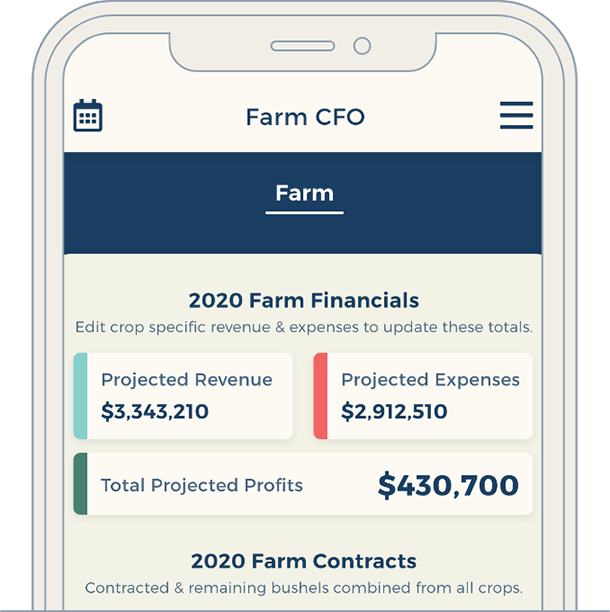 Farm CFO
Farm
2020 Farm Financials
Edit crop specific revenue & expenses to update these totals.
Projected Revenue
$3,343,210
Projected Expenses
$2,912,510
Total Projected Profits
$430,700
2020 Farm Contracts
Contracted & remaining bushels combined from all crops.